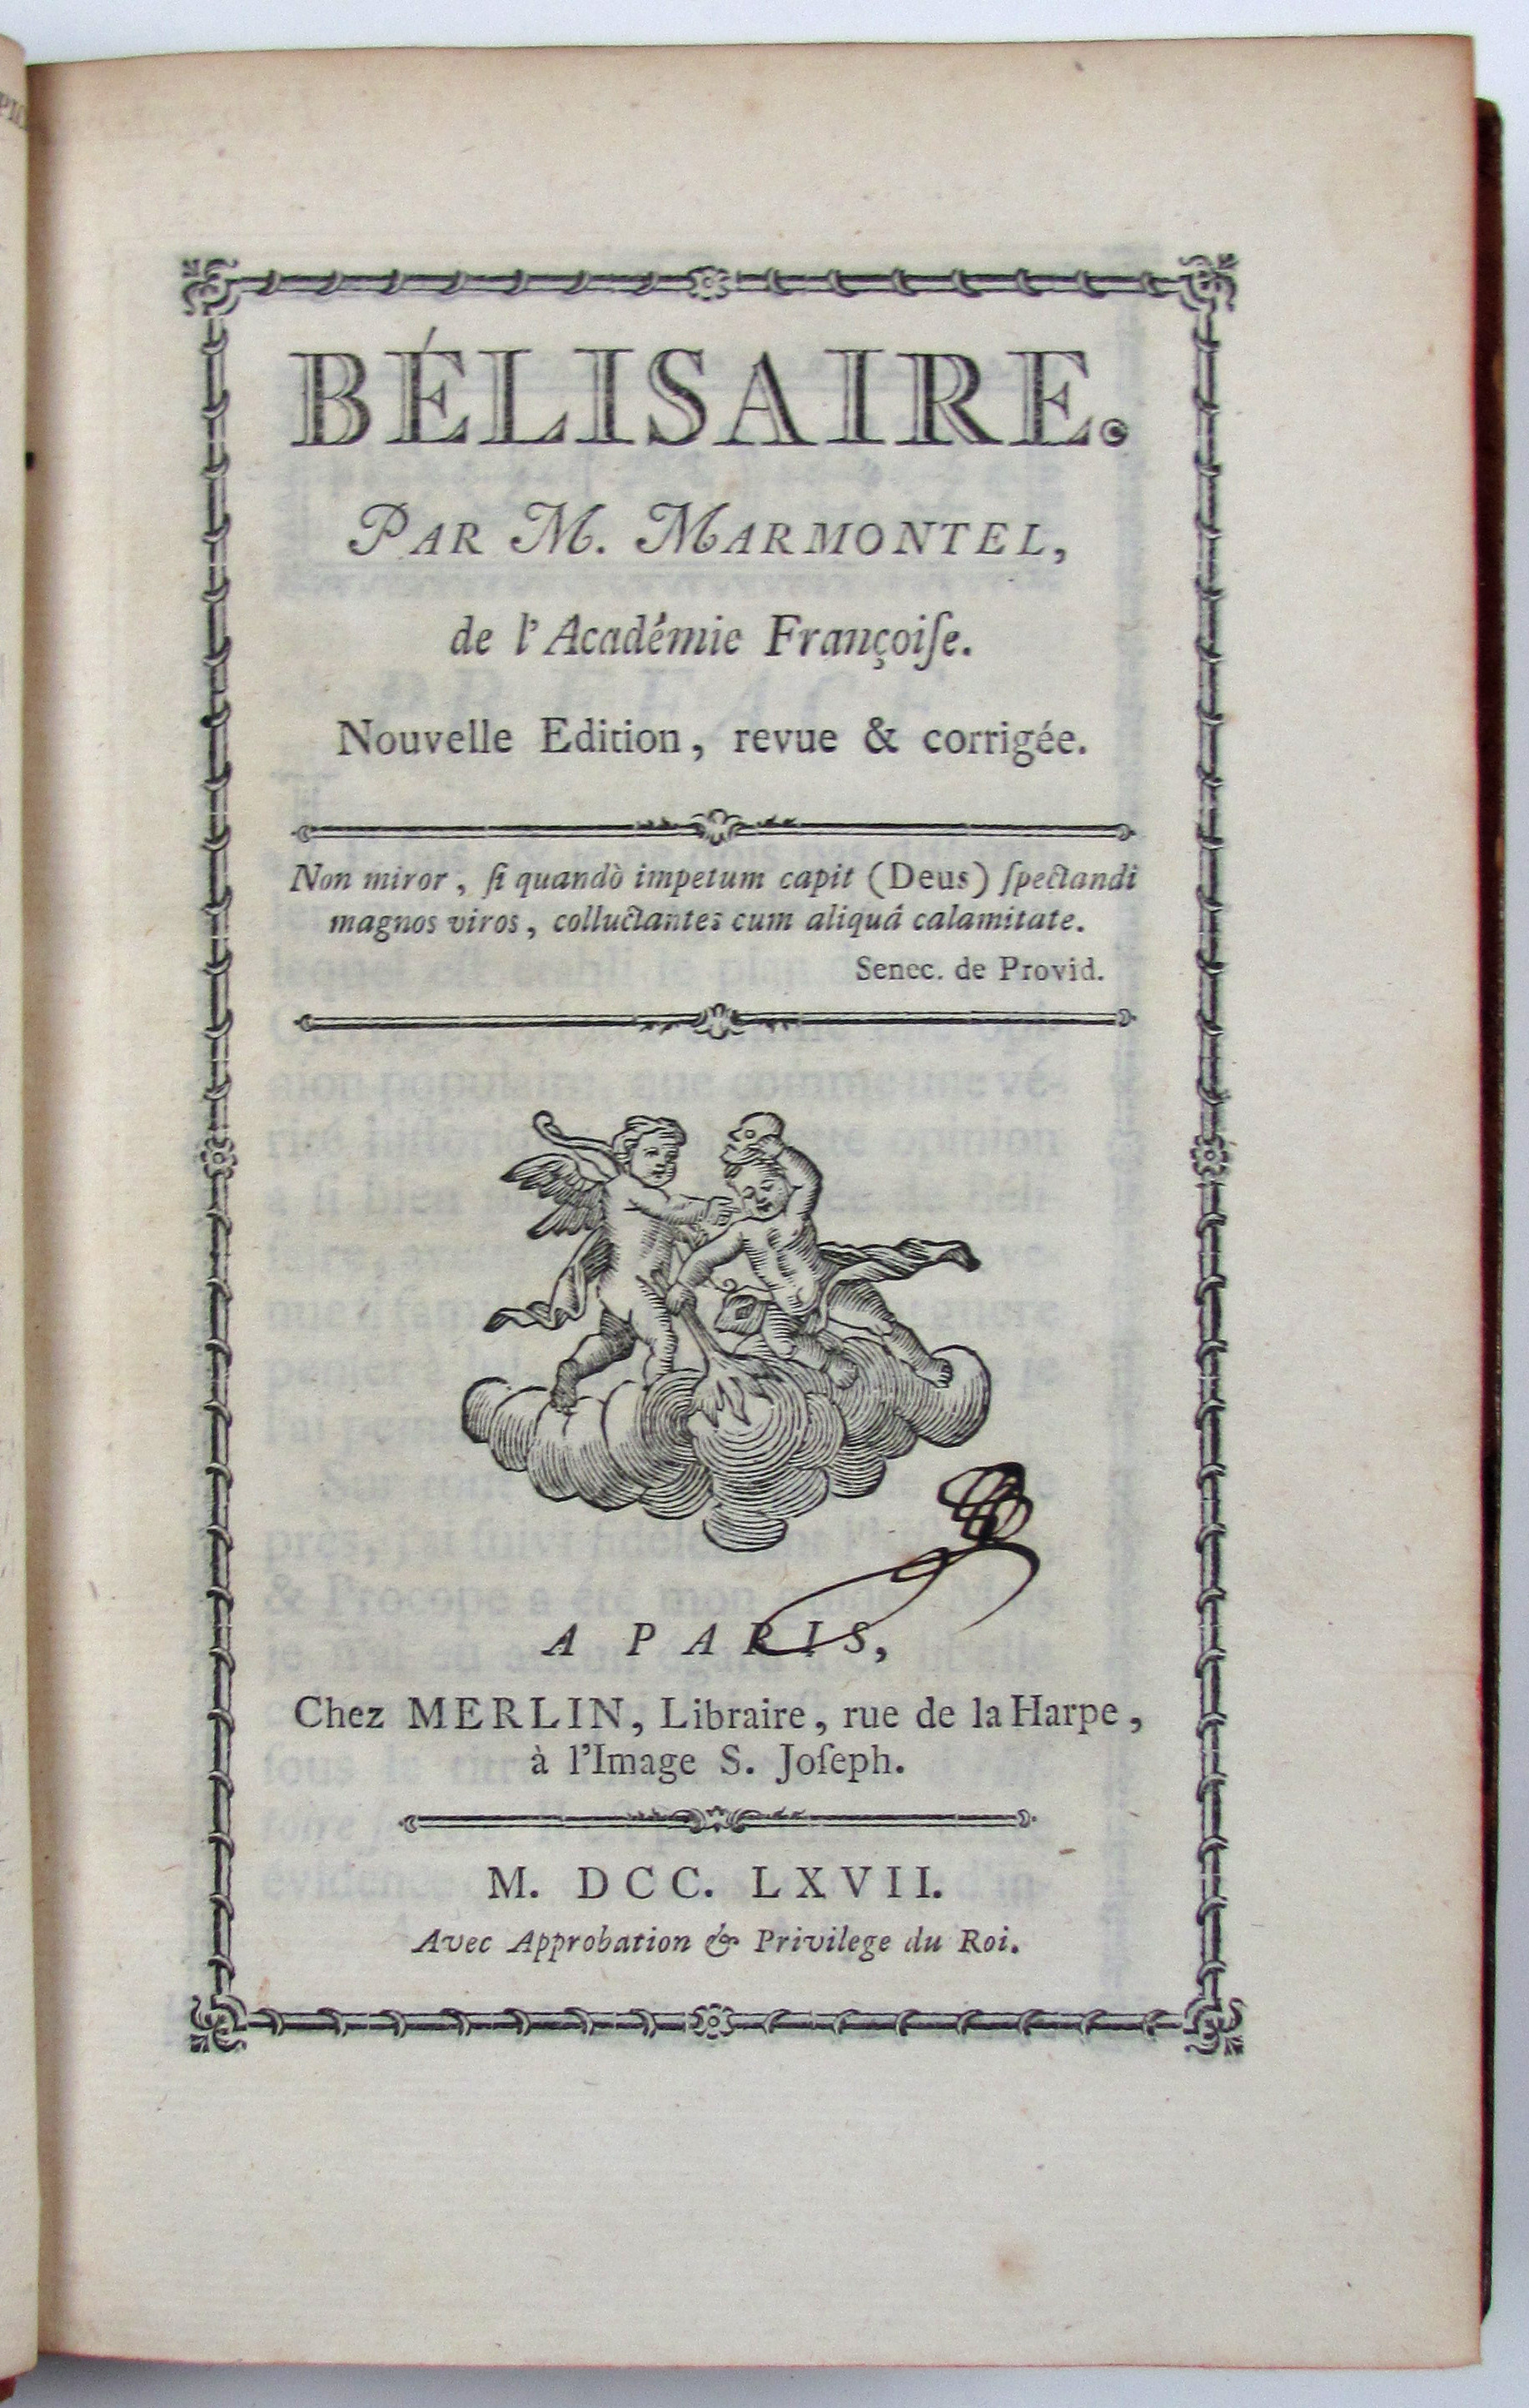 BÉLISAIRE.
PAR M. MARMONTEL,
de l'Académie Françoiſe.
Nouvelle Edition, revue & corrigée.
Non miror, ſi quandò impetum capit (Deus) ſpectandi
magnos viros, colluctantes cum aliquâ calamitate.
Senec. de Provid.
A PARIS,
Chez MERLIN, Libraire, rue de la Harpe,
à l'Image S. Joſeph.
M. DCC. LXVII.
Avec Approbation & Privilege du Roi.